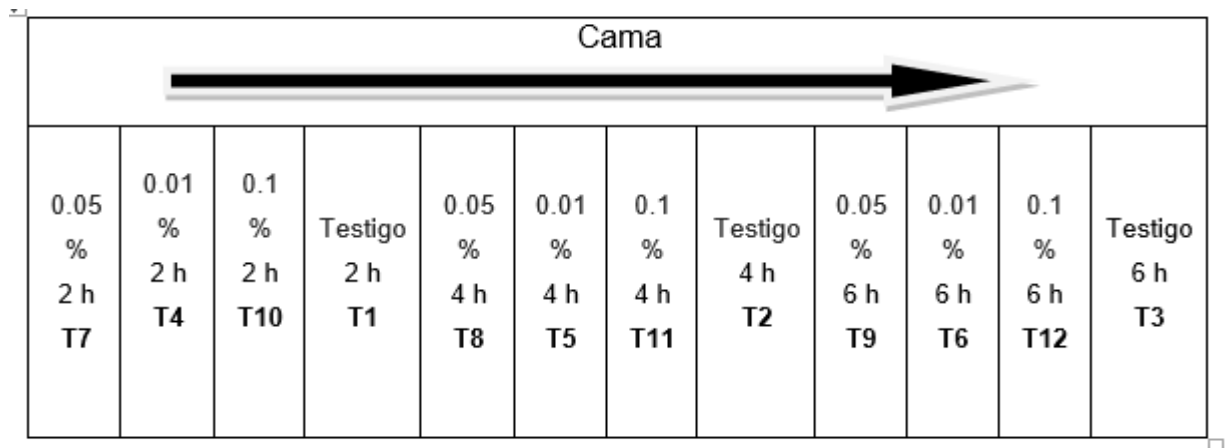 Cama
0.05
%
2 h
T7
0.01
%
2 h
T4
0.1
%
2 h
T10
Testigo
2 h
T1
0.05
%
4 h
T8
0.01
%
4 h
T5
0.1
%
4 h
T11
Testigo
4 h
T2
0.05
%
6 h
T9
0.01
%
6 h
T6
0.1
%
6 h
T12
Testigo
6 h
T3